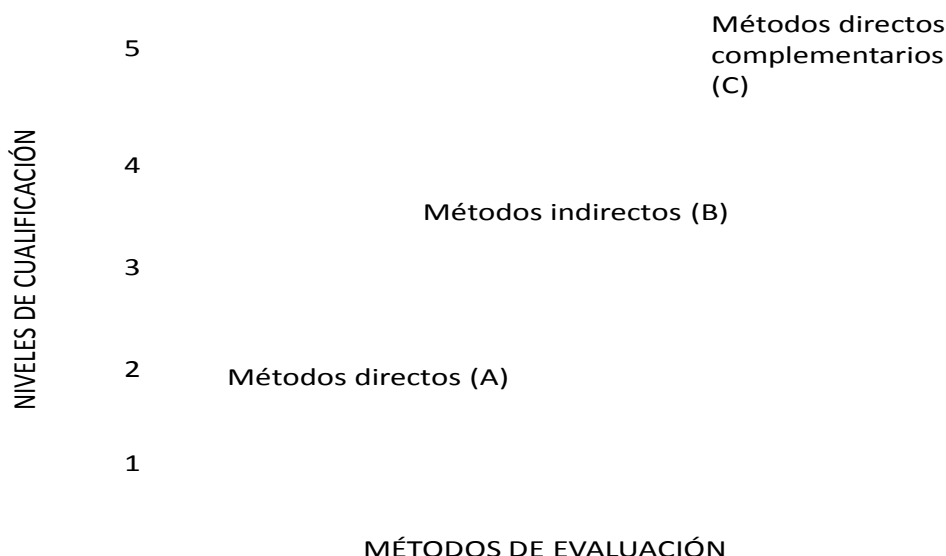 Métodos directos
complementarios
(C)
5
4
Métodos indirectos (B)
3
2
Métodos directos (A)
1
NIVELES DE CUALIFICACIÓN
MÉTODOS DE EVALUACIÓN